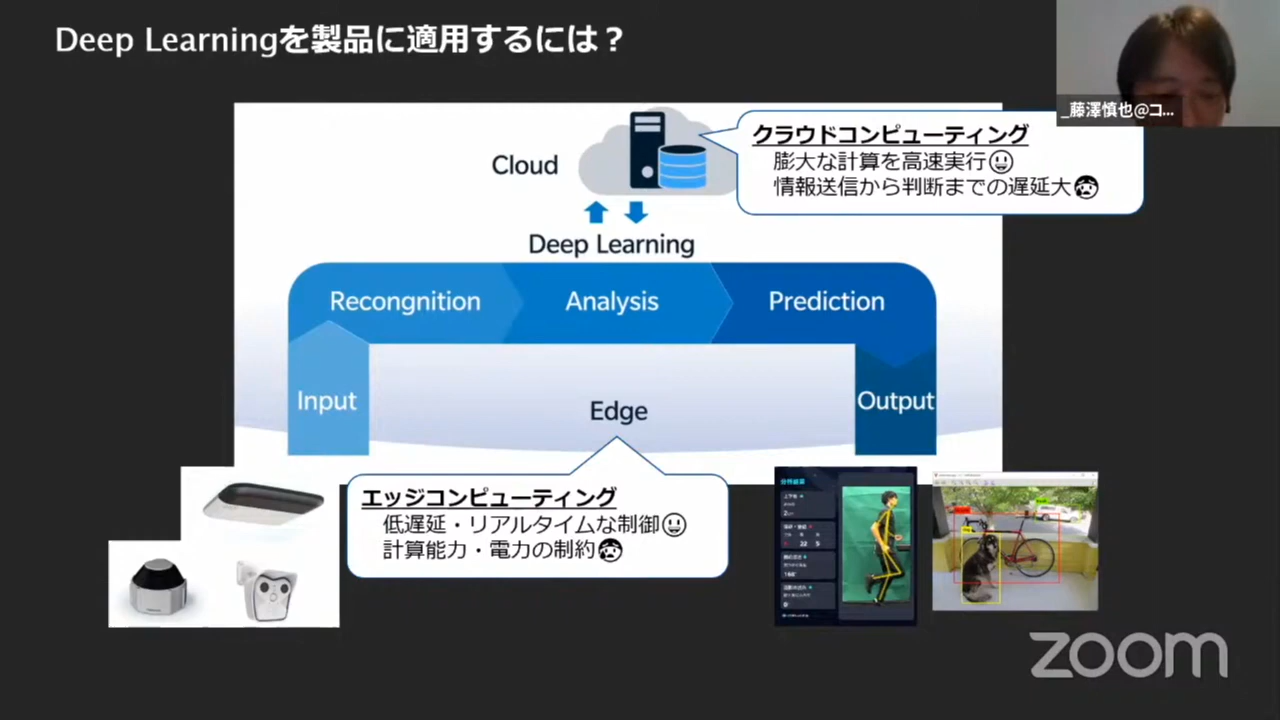 Deep Learningを製品に適用するには？
_藤澤慎也@コ...
Cloud
クラウドコンピューティング
膨大な計算を高速実行
情報送信から判断までの遅延大
Deep Learning
Recongnition
Analysis
Prediction
Input
Edge
Output
エッジコンピューティング
低遅延・リアルタイムな制御
計算能力・電力の制約
分析結果
zoom